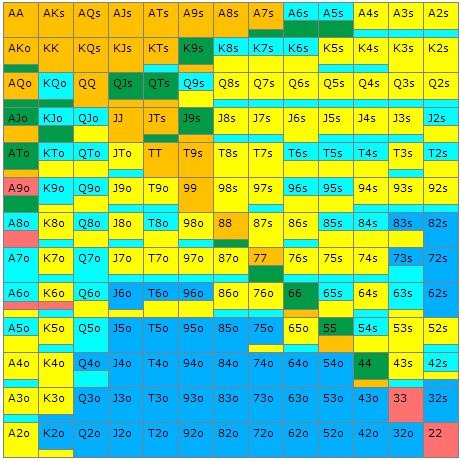 AA AKs AQs AJs ATs A9s A8s A7s A6s A5s A4s A3s A2s
AKo KK KQs KJs KTs K9s K8s K7s K6s K5s K4s K3s K2s
AQo KQo QQ QJs QTs Q9s Q8s Q7s Q6s Q5s Q4s Q3s Q2s
AJo KJo QJo JJ JTs J9s J8s J7s J6s J5s J4s J3s J2s
ATo KTo QTo JTo TT T9s T8s T7s T6s T5s T4s T3s T2s
A9o K9o Q9o J9o T9o 99 98s 97s 96s 95s 94s 93s 92s
A8o K8o Q8o J8o T8o 98o 88 87s 86s 85s 84s 83s 82s
A7o K7o Q7o J7o T7o 97o 87o 77 76s 75s 74s 73s 72s
A6o K6o Q6o J6o T6o 96o 86o 76o 66 65s 64s 63s 62s
A5o K5o Q5o J5o T5o 95o 85o 75o 65o 55 54s 53s 52s
A4o K4o Q4o J4o T4o 94o 84o 74o 64o 54o 44 43s 42s
A3o K3o Q3o J3o T3o 93o 83o 73o 63o 53o 43o 33 32s
A2o K2o Q2o J2o T2o 92o 82o 72o 62o 52o 42o 32o 22